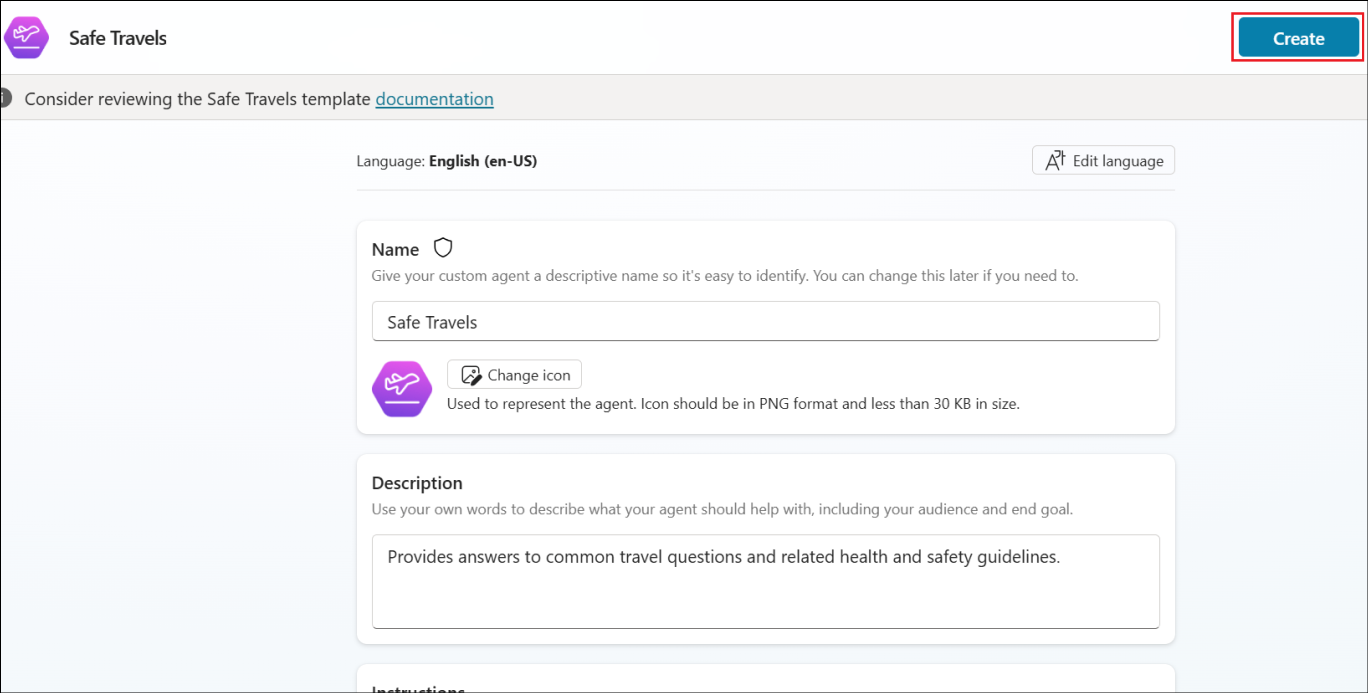 Safe Travels
Create
Consider reviewing the Safe Travels template documentation
Language: English (en-US)
Edit language
Name
Give your custom agent a descriptive name so it's easy to identify. You can change this later if you need to.
Safe Travels
Change icon
Used to represent the agent. Icon should be in PNG format and less than 30 KB in size.
Description
Use your own words to describe what your agent should help with, including your audience and end goal.
Provides answers to common travel questions and related health and safety guidelines.
Instructions